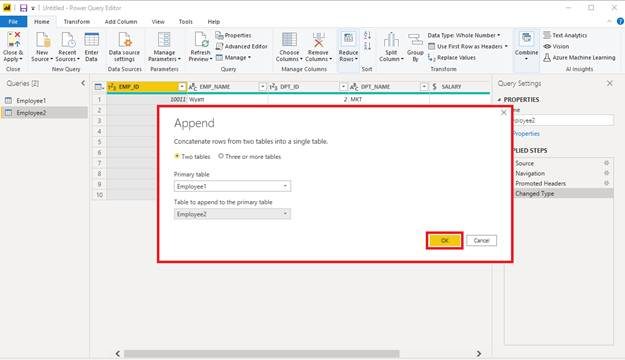 Untitled - Power Query Editor
File Home Transform Add Column View Tools Help
Close & Apply
New Source
Recent Sources
Enter Data
Data source settings
Manage Parameters
Refresh Preview
Properties
Advanced Editor
Manage
Choose Columns
Remove Columns
Reduce Rows
Split Column
Group By
Data Type: Whole Number
Use First Row as Headers
Replace Values
Combine
Text Analytics
Vision
Azure Machine Learning
Close New Query Data Sources Parameters Query Manage Columns Sort Transform AI Insights
Queries [2]
Employee1
Employee2
123 EMP_ID ABC EMP_NAME 123 DPT_ID ABC DPT_NAME $ SALARY
1 10011 Wyatt 2 MKT
2
3
4
5
6
7
8
9
10
Append
Concatenate rows from two tables into a single table.
Two tables Three or more tables
Primary table
Employee1
Table to append to the primary table
Employee2
OK Cancel
Query Settings
PROPERTIES
Properties
Source
Navigation
Promoted Headers
Changed Type